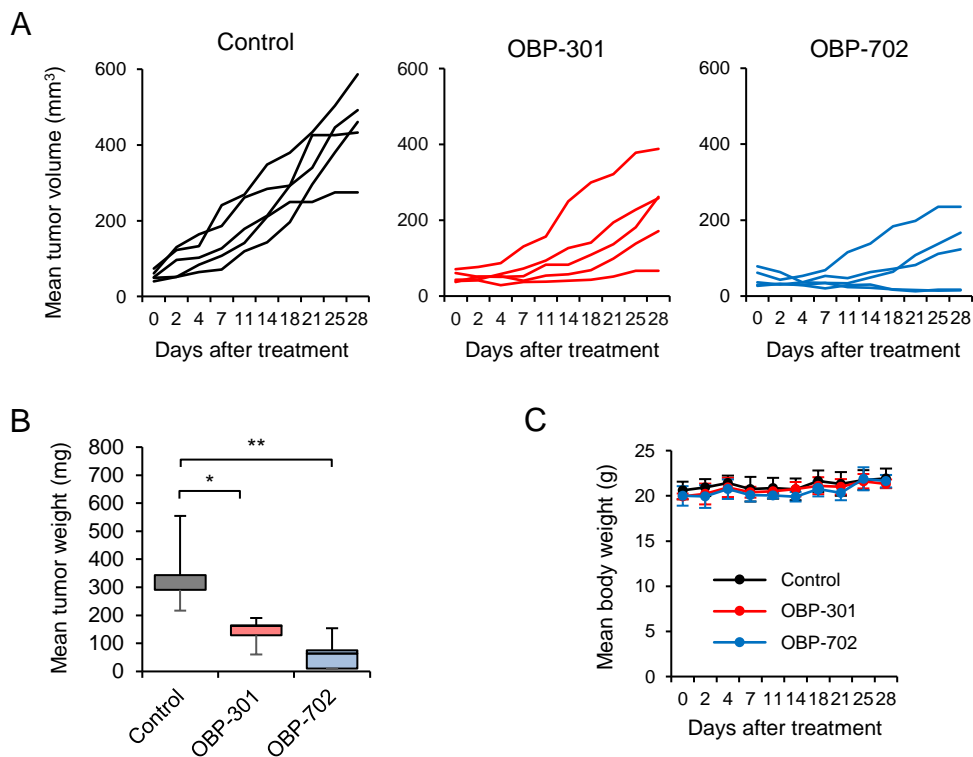 A
Control
OBP-301
OBP-702
Mean tumor volume (mm³)
600
400
200
0
0 2 4 7 11 14 18 21 25 28
Days after treatment
600
400
200
0
0 2 4 7 11 14 18 21 25 28
Days after treatment
600
400
200
0
0 2 4 7 11 14 18 21 25 28
Days after treatment
B
Mean tumor weight (mg)
800
700
600
500
400
300
200
100
0
**
*
Control
OBP-301
OBP-702
C
Mean body weight (g)
25
20
15
10
5
0
Control
OBP-301
OBP-702
0 2 4 7 11 14 18 21 25 28
Days after treatment